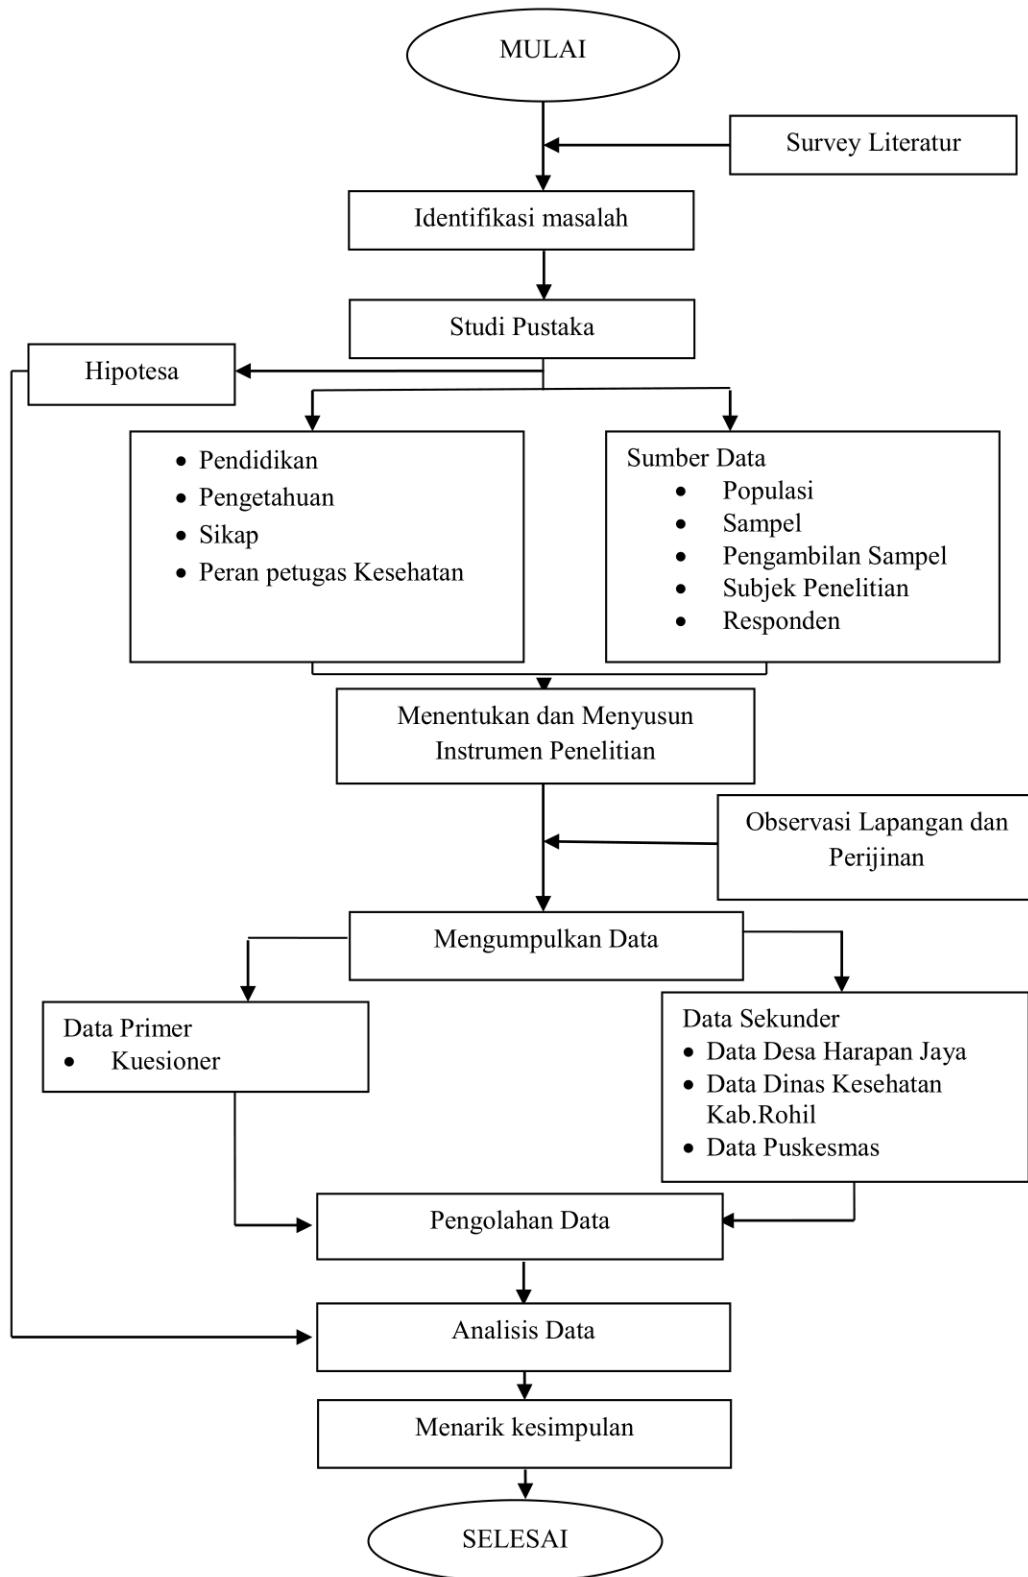 MULAI
Survey Literatur
Identifikasi masalah
Studi Pustaka
Hipotesa
• Pendidikan
• Pengetahuan
• Sikap
• Peran petugas Kesehatan
Sumber Data
• Populasi
• Sampel
• Pengambilan Sampel
• Subjek Penelitian
• Responden
Menentukan dan Menyusun
Instrumen Penelitian
Observasi Lapangan dan
Perijinan
Mengumpulkan Data
Data Primer
• Kuesioner
Data Sekunder
• Data Desa Harapan Jaya
• Data Dinas Kesehatan
Kab.Rohil
• Data Puskesmas
Pengolahan Data
Analisis Data
Menarik kesimpulan
SELESAI